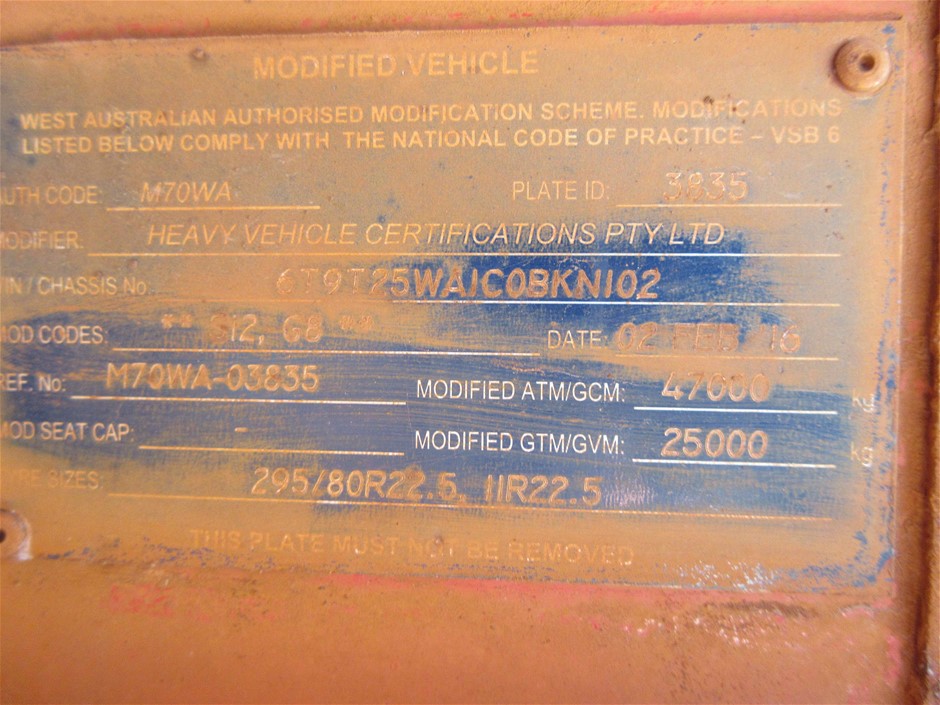 MODIFIED VEHICLE
WEST AUSTRALIAN AUTHORISED MODIFICATION SCHEME. MODIFICATIONS
LISTED BELOW COMPLY WITH THE NATIONAL CODE OF PRACTICE – VSB 6
AUTH CODE: M70WA PLATE ID: 3835
MODIFIER. HEAVY VEHICLE CERTIFICATIONS PTY LTD
VIN / CHASSIS No. 6T9T25WA1C0BKN102
MOD CODES: ** S12, G8 ** DATE: 02 FEB '16
REF. No: M70WA-03835 MODIFIED ATM/GCM: 47000 kg
MOD SEAT CAP: - MODIFIED GTM/GVM: 25000 kg
TYRE SIZES: 295/80R22.5, 11R22.5
THIS PLATE MUST NOT BE REMOVED